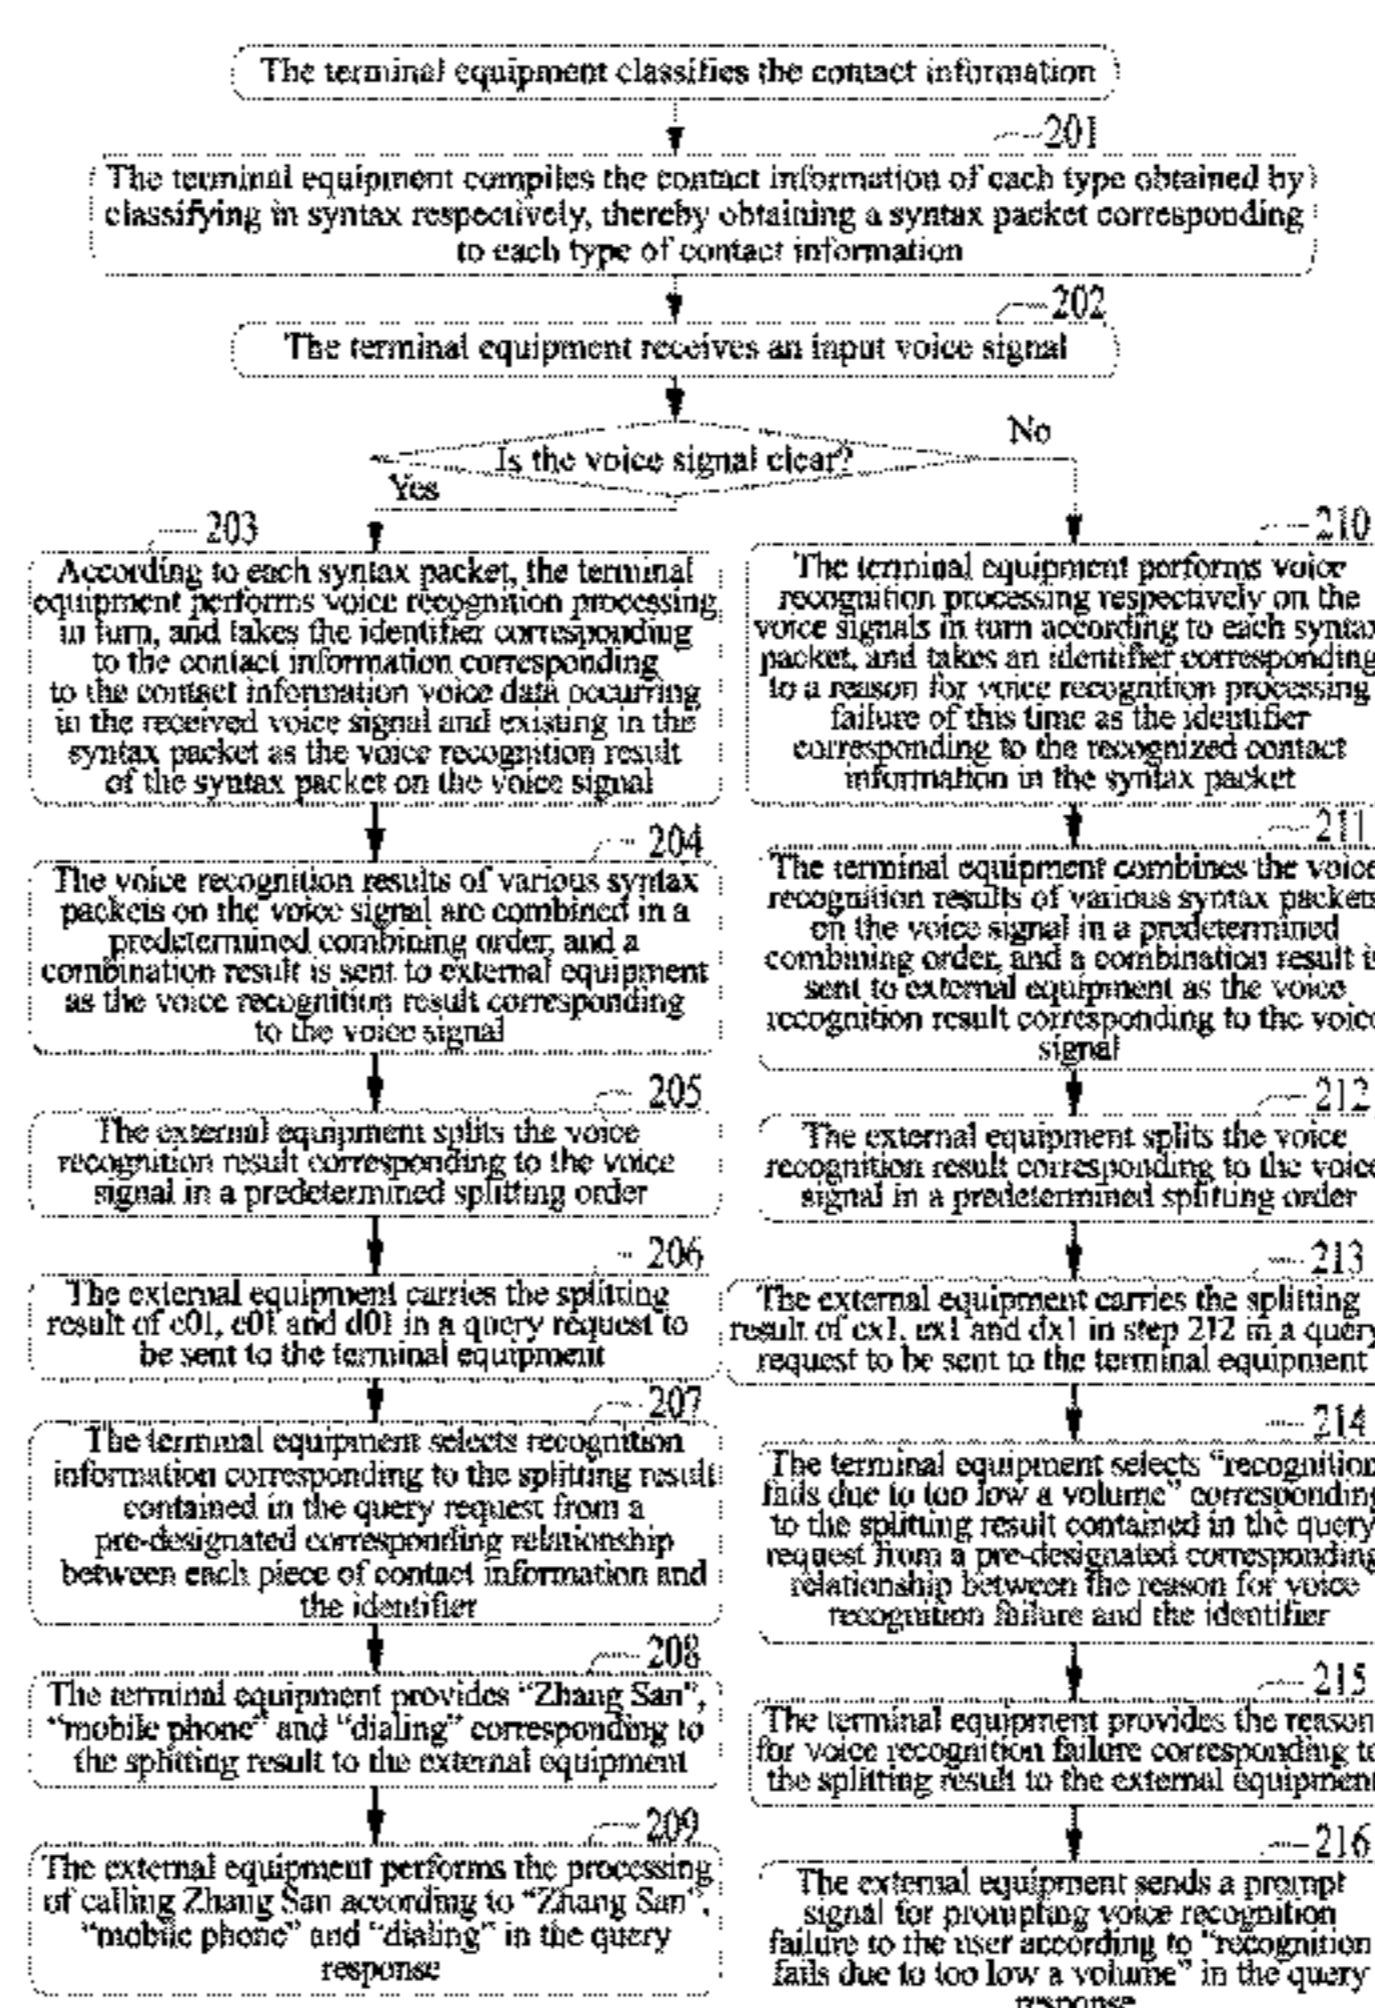 The terminal equipment classifies the contact information
201
The terminal equipment compiles the contact information of each type obtained by
classifying in syntax respectively, thereby obtaining a syntax packet corresponding
to each type of contact information
202
The terminal equipment receives an input voice signal
Is the voice signal clear?
No
Yes
203
According to each syntax packet, the terminal
equipment performs voice recognition processing
in turn, and takes the identifier corresponding
to the contact information corresponding
to the contact information voice data occurring
in the received voice signal and existing in the
syntax packet as the voice recognition result
of the syntax packet on the voice signal
204
The voice recognition results of various syntax
packets on the voice signal are combined in a
predetermined combining order, and a
combination result is sent to external equipment
as the voice recognition result corresponding
to the voice signal
205
The external equipment splits the voice
recognition result corresponding to the voice
signal in a predetermined splitting order
206
The external equipment carries the splitting
result of c01, e01 and d01 in a query request to
be sent to the terminal equipment
207
The terminal equipment selects recognition
information corresponding to the splitting result
contained in the query request from a
pre-designated corresponding relationship
between each piece of contact information and
the identifier
208
The terminal equipment provides “Zhang San”,
“mobile phone” and “dialing” corresponding to
the splitting result to the external equipment
209
The external equipment performs the processing
of calling Zhang San according to “Zhang San”,
“mobile phone” and “dialing” in the query
response
210
The terminal equipment performs voice
recognition processing respectively on the
voice signals in turn according to each syntax
packet, and takes an identifier corresponding
to a reason for voice recognition processing
failure of this time as the identifier
corresponding to the recognized contact
information in the syntax packet
211
The terminal equipment combines the voice
recognition results of various syntax packets
on the voice signal in a predetermined
combining order, and a combination result is
sent to external equipment as the voice
recognition result corresponding to the voice
signal
212
The external equipment splits the voice
recognition result corresponding to the voice
signal in a predetermined splitting order
213
The external equipment carries the splitting
result of cx1, ex1 and dx1 in step 212 in a query
request to be sent to the terminal equipment
214
The terminal equipment selects “recognition
fails due to too low a volume” corresponding
to the splitting result contained in the query
request from a pre-designated corresponding
relationship between the reason for voice
recognition failure and the identifier
215
The terminal equipment provides the reason
for voice recognition failure corresponding to
the splitting result to the external equipment
216
The external equipment sends a prompt
signal for prompting voice recognition
failure to the user according to “recognition
fails due to too low a volume” in the query
response